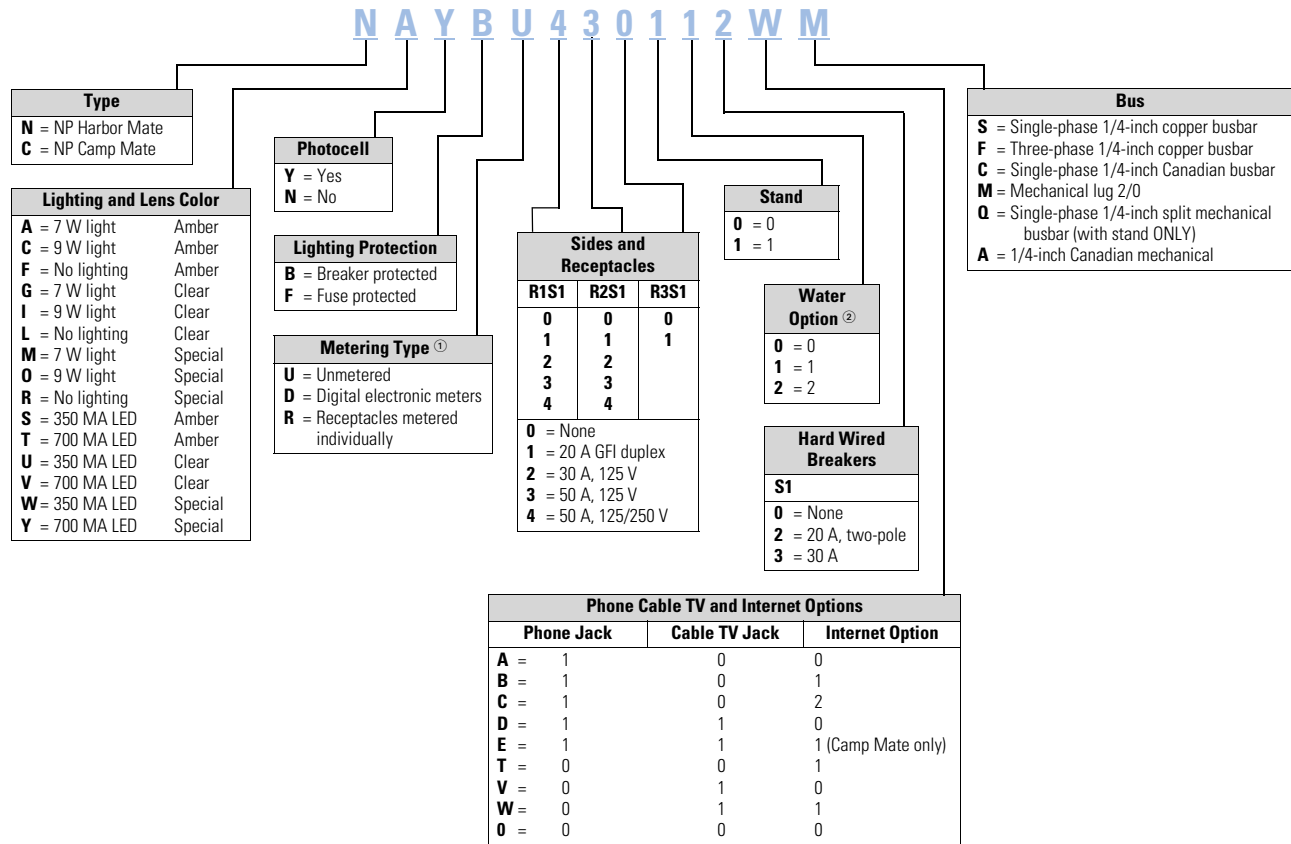 N A Y B U 4 3 0 1 1 2 W M
Type
N = NP Harbor Mate
C = NP Camp Mate
Lighting and Lens Color
A = 7 W light Amber
C = 9 W light Amber
F = No lighting Amber
G = 7 W light Clear
I = 9 W light Clear
L = No lighting Clear
M = 7 W light Special
O = 9 W light Special
R = No lighting Special
S = 350 MA LED Amber
T = 700 MA LED Amber
U = 350 MA LED Clear
V = 700 MA LED Clear
W = 350 MA LED Special
Y = 700 MA LED Special
Photocell
Y = Yes
N = No
Lighting Protection
B = Breaker protected
F = Fuse protected
Metering Type ①
U = Unmetered
D = Digital electronic meters
R = Receptacles metered
individually
Sides and
Receptacles
R1S1 R2S1 R3S1
0 0 0
1 1 1
2 2
3 3
4 4
0 = None
1 = 20 A GFI duplex
2 = 30 A, 125 V
3 = 50 A, 125 V
4 = 50 A, 125/250 V
Stand
0 = 0
1 = 1
Water
Option ②
0 = 0
1 = 1
2 = 2
Hard Wired
Breakers
S1
0 = None
2 = 20 A, two-pole
3 = 30 A
Bus
S = Single-phase 1/4-inch copper busbar
F = Three-phase 1/4-inch copper busbar
C = Single-phase 1/4-inch Canadian busbar
M = Mechanical lug 2/0
Q = Single-phase 1/4-inch split mechanical
busbar (with stand ONLY)
A = 1/4-inch Canadian mechanical
Phone Cable TV and Internet Options
Phone Jack Cable TV Jack Internet Option
A = 1 0 0
B = 1 0 1
C = 1 0 2
D = 1 1 0
E = 1 1 1 (Camp Mate only)
T = 0 0 1
V = 0 1 0
W = 0 1 1
0 = 0 0 0